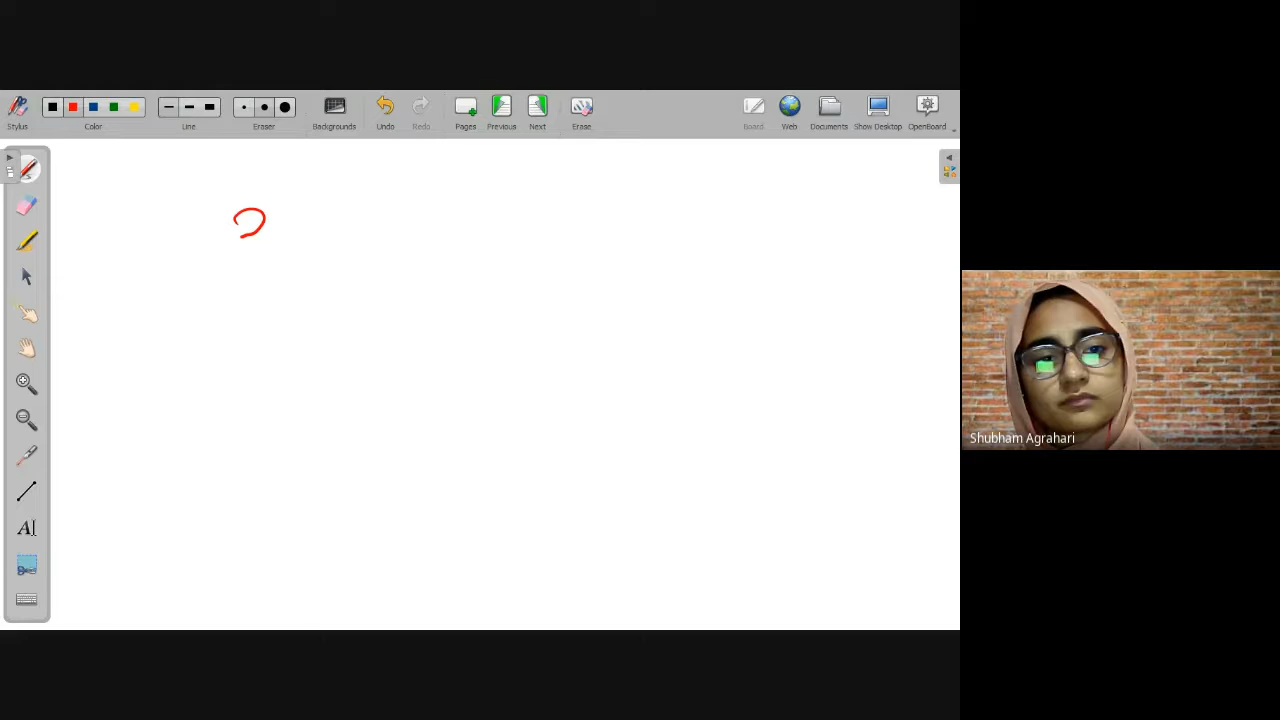 Stylus Color Line Eraser Backgrounds Undo Redo Pages Previous Next Erase Board Web Documents Show Desktop OpenBoard
A
Shubham Agrahari